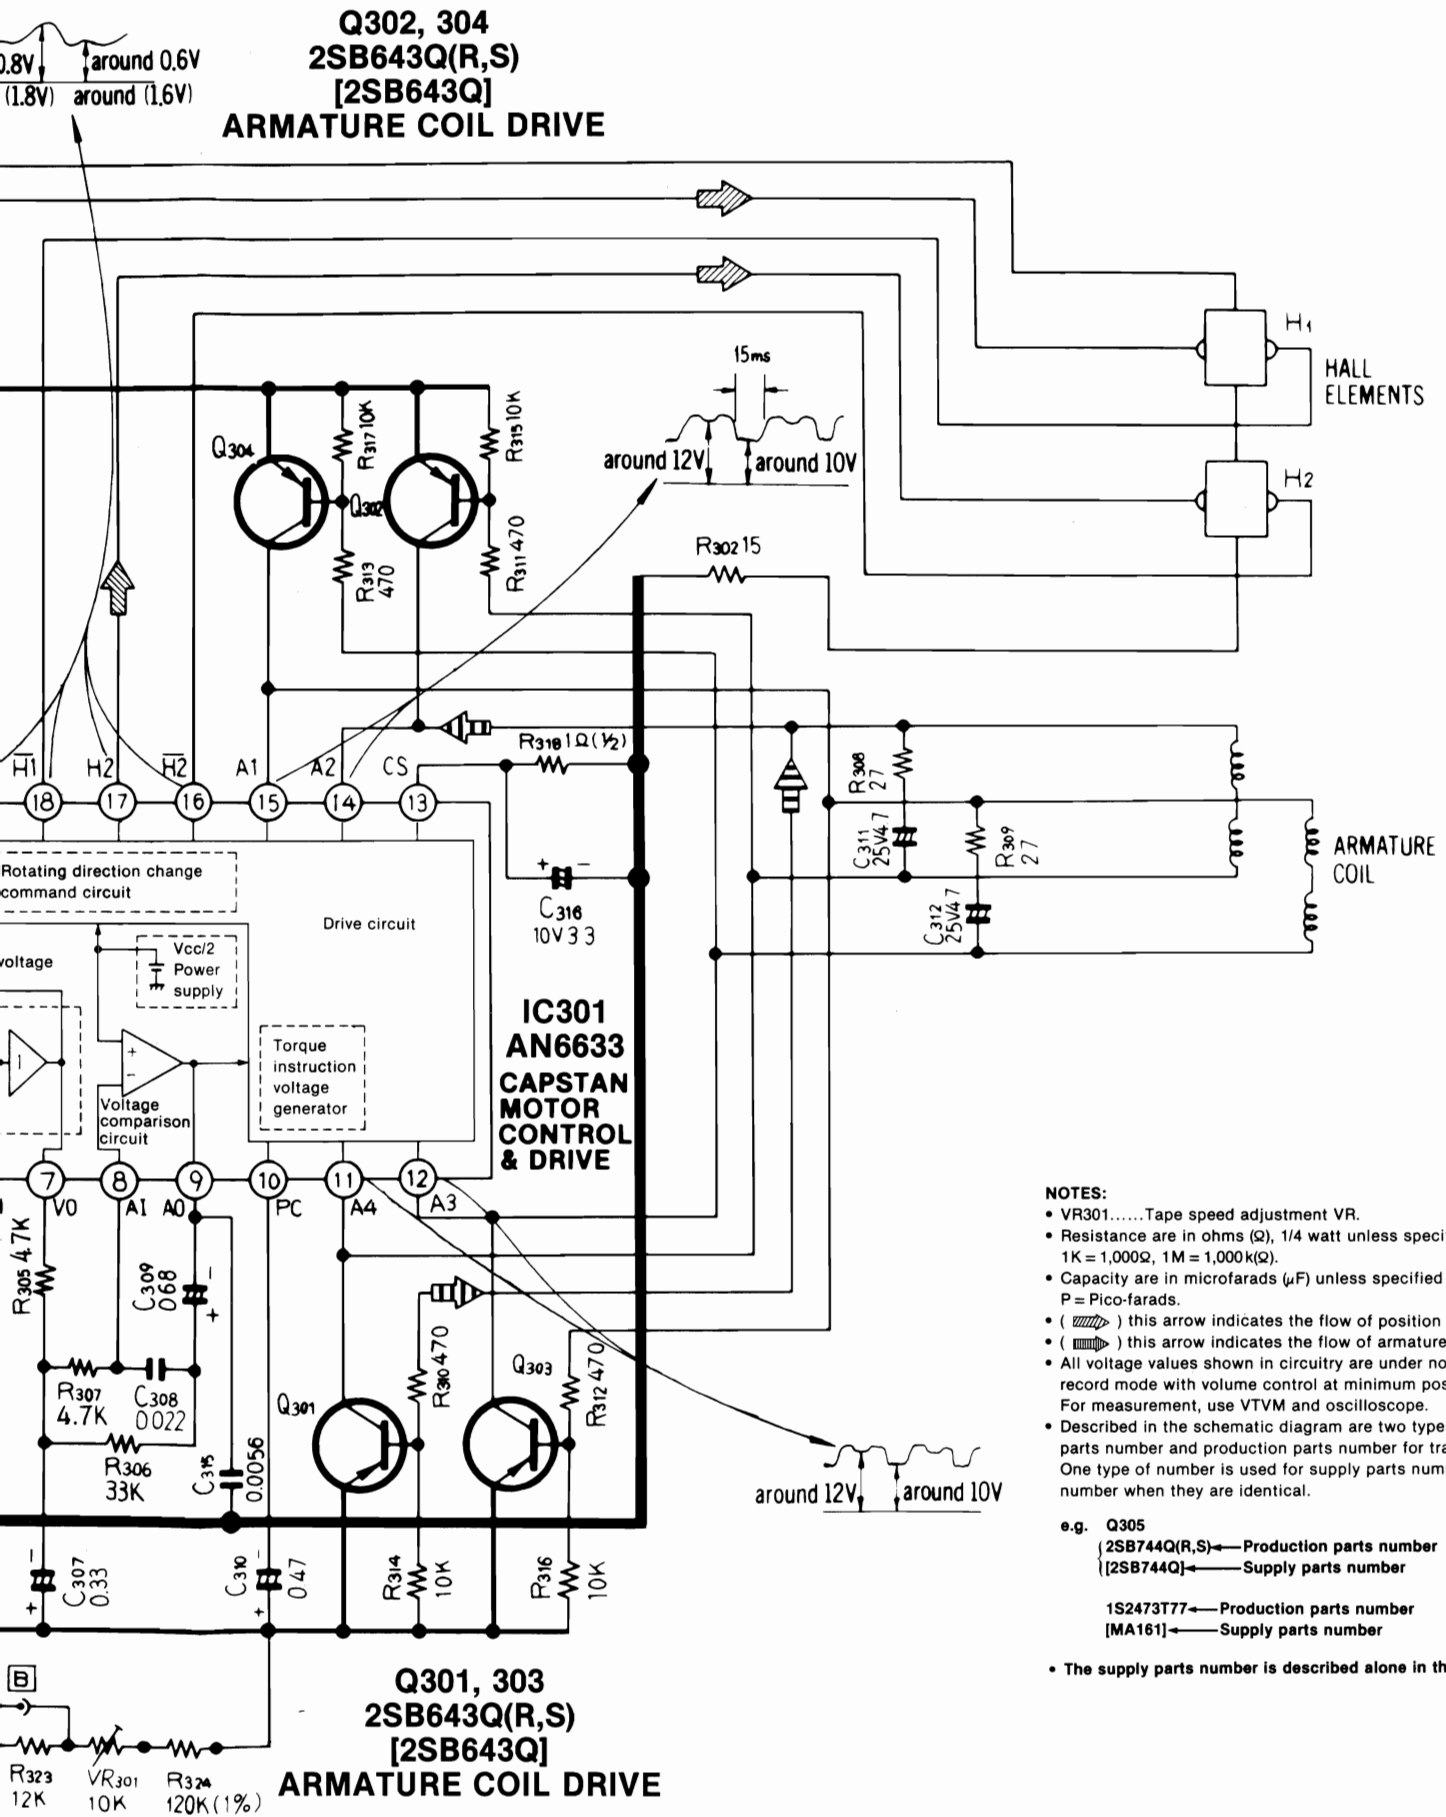 Q302, 304
2SB643Q(R,S)
[2SB643Q]
ARMATURE COIL DRIVE
0.8V around 0.6V
(1.8V) around (1.6V)
H1
HALL
ELEMENTS
H2
15ms
around 12V around 10V
Q304
R317 10K
Q302
R315 10K
R313
470
R311 470
R302 15
H1 H2 H2 A1 A2 CS
R318 1Ω(½)
18 17 16 15 14 13
R308
27
C311
25V4.7
R309
27
C312
25V4.7
ARMATURE
COIL
+ -
C316
10V 33
Rotating direction change
command circuit
Drive circuit
Vcc/2
Power
supply
voltage
+
-
Torque
instruction
voltage
generator
Voltage
comparison
circuit
IC301
AN6633
CAPSTAN
MOTOR
CONTROL
& DRIVE
7 8 9 10 11 12
VO AI AO PC A4 A3
R305 4.7K
C309
068
-
+
R307
4.7K
C308
0022
R306
33K
C315
0.0056
Q301
R310 470
Q303
R312 470
around 12V around 10V
C307
0.33
-
+
C310
047
-
+
R314
10K
R316
10K
B
R323
12K
VR301
10K
R324
120K(1%)
Q301, 303
2SB643Q(R,S)
[2SB643Q]
ARMATURE COIL DRIVE
NOTES:
• VR301......Tape speed adjustment VR.
• Resistance are in ohms (Ω), 1/4 watt unless speci
1K = 1,000Ω, 1M = 1,000k(Ω).
• Capacity are in microfarads (μF) unless specified
P = Pico-farads.
• ( ) this arrow indicates the flow of position
• ( ) this arrow indicates the flow of armature
• All voltage values shown in circuitry are under no
record mode with volume control at minimum pos
For measurement, use VTVM and oscilloscope.
• Described in the schematic diagram are two type
parts number and production parts number for tra
One type of number is used for supply parts num
number when they are identical.
e.g. Q305
2SB744Q(R,S)←Production parts number
[2SB744Q]←Supply parts number
1S2473T77←Production parts number
[MA161]←Supply parts number
• The supply parts number is described alone in th